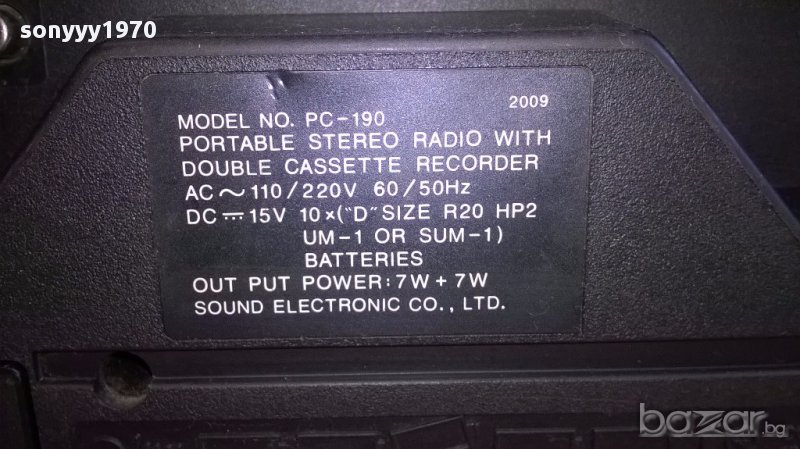 sonyyy1970
2009
MODEL NO. PC-190
PORTABLE STEREO RADIO WITH
DOUBLE CASSETTE RECORDER
AC ～ 110/220V 60/50Hz
DC ⎓ 15V 10×("D" SIZE R20 HP2
UM-1 OR SUM-1)
BATTERIES
OUT PUT POWER: 7W + 7W
SOUND ELECTRONIC CO., LTD.
bazar.bg